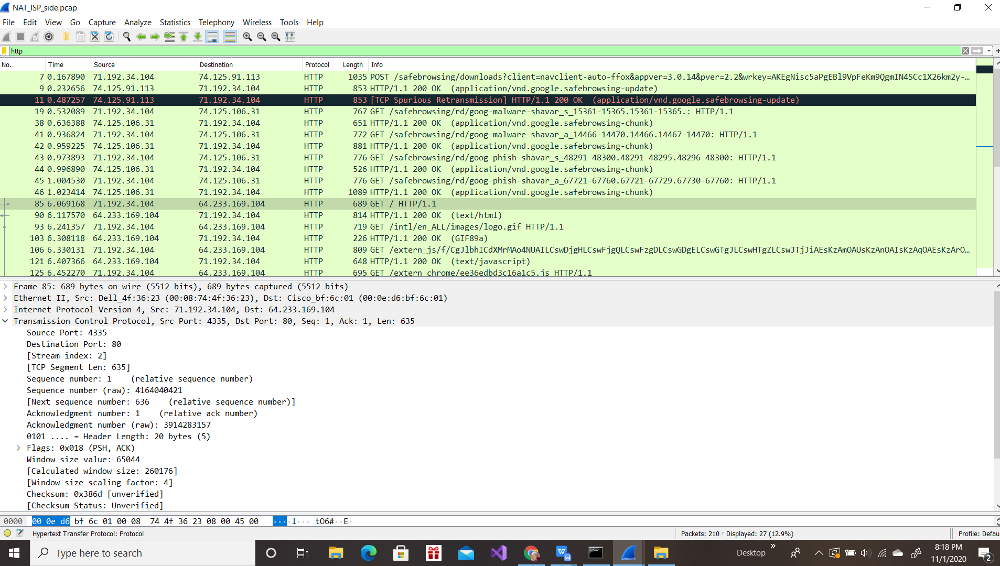 NAT_ISP_side.pcap
File Edit View Go Capture Analyze Statistics Telephony Wireless Tools Help
http
No. Time Source Destination Protocol Length Info
7 0.167890 71.192.34.104 74.125.91.113 HTTP 1035 POST /safebrowsing/downloads?client=navclient-auto-ffox&appver=3.0.14&pver=2.2&wrkey=AKEgNisc5aPgEBl9VpFeKm9QgmIN4SCc1X26km2y-…
9 0.232656 74.125.91.113 71.192.34.104 HTTP 853 HTTP/1.1 200 OK (application/vnd.google.safebrowsing-update)
11 0.487257 74.125.91.113 71.192.34.104 HTTP 853 [TCP Spurious Retransmission] HTTP/1.1 200 OK (application/vnd.google.safebrowsing-update)
19 0.532089 71.192.34.104 74.125.106.31 HTTP 767 GET /safebrowsing/rd/goog-malware-shavar_s_15361-15365.15361-15365.: HTTP/1.1
38 0.636388 74.125.106.31 71.192.34.104 HTTP 651 HTTP/1.1 200 OK (application/vnd.google.safebrowsing-chunk)
41 0.936824 71.192.34.104 74.125.106.31 HTTP 772 GET /safebrowsing/rd/goog-malware-shavar_a_14466-14470.14466.14467-14470: HTTP/1.1
42 0.959225 74.125.106.31 71.192.34.104 HTTP 881 HTTP/1.1 200 OK (application/vnd.google.safebrowsing-chunk)
43 0.973893 71.192.34.104 74.125.106.31 HTTP 776 GET /safebrowsing/rd/goog-phish-shavar_s_48291-48300.48291-48295.48296-48300: HTTP/1.1
44 0.996890 74.125.106.31 71.192.34.104 HTTP 526 HTTP/1.1 200 OK (application/vnd.google.safebrowsing-chunk)
45 1.004530 71.192.34.104 74.125.106.31 HTTP 776 GET /safebrowsing/rd/goog-phish-shavar_a_67721-67760.67721-67729.67730-67760: HTTP/1.1
46 1.023414 74.125.106.31 71.192.34.104 HTTP 1089 HTTP/1.1 200 OK (application/vnd.google.safebrowsing-chunk)
85 6.069168 71.192.34.104 64.233.169.104 HTTP 689 GET / HTTP/1.1
90 6.117570 64.233.169.104 71.192.34.104 HTTP 814 HTTP/1.1 200 OK (text/html)
93 6.241357 71.192.34.104 64.233.169.104 HTTP 719 GET /intl/en_ALL/images/logo.gif HTTP/1.1
103 6.308118 64.233.169.104 71.192.34.104 HTTP 226 HTTP/1.1 200 OK (GIF89a)
106 6.330131 71.192.34.104 64.233.169.104 HTTP 809 GET /extern_js/f/CgJlbhICdXMrMAo4NUAILCswDjgHLCswFjgQLCswFzgDLCswGDgELCswGTgJLCswHTgZLCswJTjJiAEsKzAmOAUsKzAnOAIsKzAqOAEsKzArO…
121 6.407366 64.233.169.104 71.192.34.104 HTTP 648 HTTP/1.1 200 OK (text/javascript)
125 6.452270 71.192.34.104 64.233.169.104 HTTP 695 GET /extern_chrome/ee36edbd3c16a1c5.js HTTP/1.1
Frame 85: 689 bytes on wire (5512 bits), 689 bytes captured (5512 bits)
Ethernet II, Src: Dell_4f:36:23 (00:08:74:4f:36:23), Dst: Cisco_bf:6c:01 (00:0e:d6:bf:6c:01)
Internet Protocol Version 4, Src: 71.192.34.104, Dst: 64.233.169.104
Transmission Control Protocol, Src Port: 4335, Dst Port: 80, Seq: 1, Ack: 1, Len: 635
Source Port: 4335
Destination Port: 80
[Stream index: 2]
[TCP Segment Len: 635]
Sequence number: 1 (relative sequence number)
Sequence number (raw): 4164040421
[Next sequence number: 636 (relative sequence number)]
Acknowledgment number: 1 (relative ack number)
Acknowledgment number (raw): 3914283157
0101 .... = Header Length: 20 bytes (5)
Flags: 0x018 (PSH, ACK)
Window size value: 65044
[Calculated window size: 260176]
[Window size scaling factor: 4]
Checksum: 0x386d [unverified]
[Checksum Status: Unverified]
0000 00 0e d6 bf 6c 01 00 08 74 4f 36 23 08 00 45 00 ····l··· tO6#··E·
Hypertext Transfer Protocol: Protocol Packets: 210 · Displayed: 27 (12.9%) Profile: Defau
Type here to search Desktop 8:18 PM
11/1/2020 2